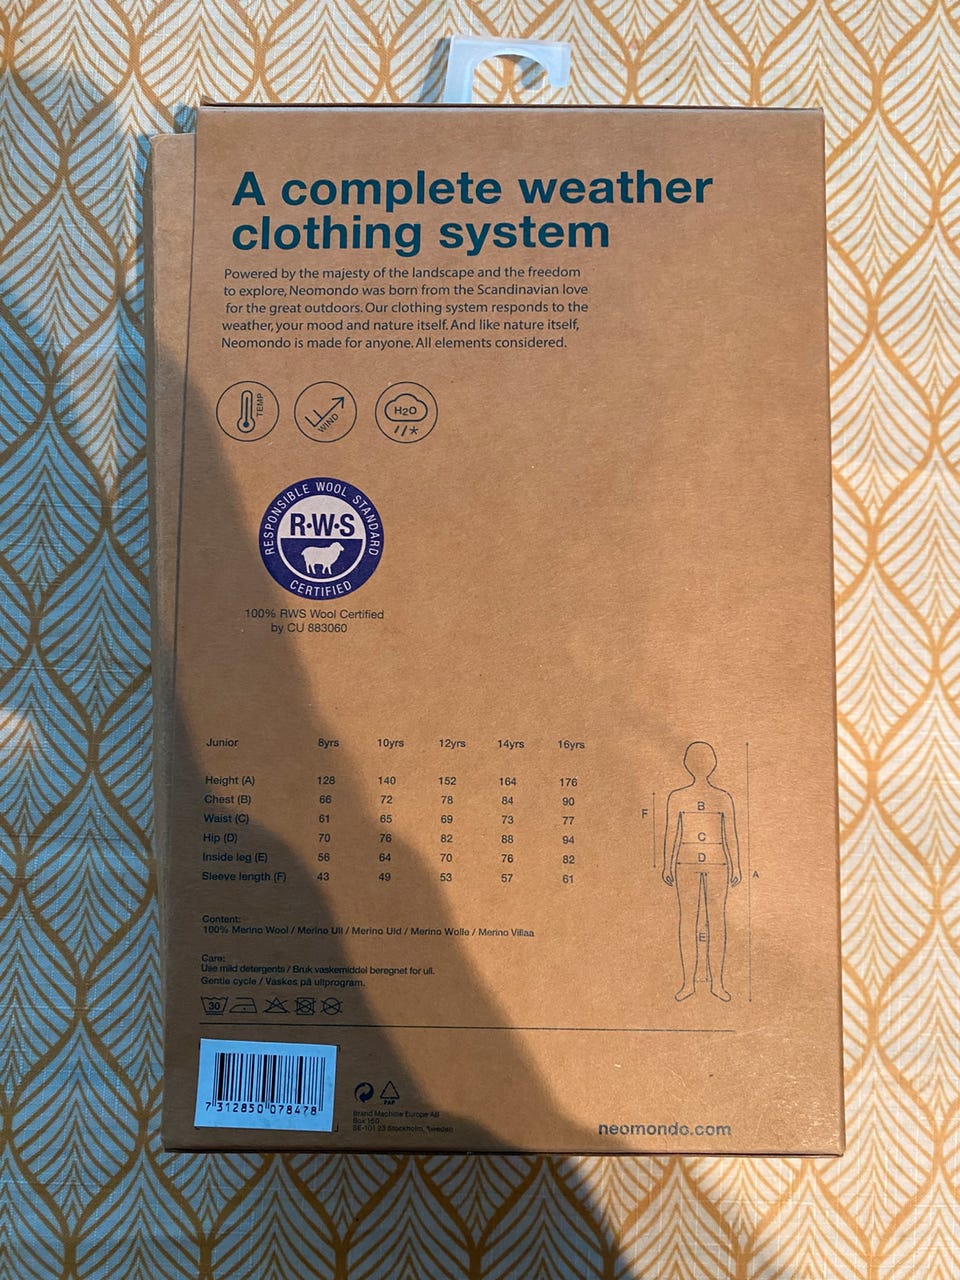 A complete weather
clothing system
Powered by the majesty of the landscape and the freedom
to explore, Neomondo was born from the Scandinavian love
for the great outdoors. Our clothing system responds to the
weather, your mood and nature itself. And like nature itself,
Neomondo is made for anyone. All elements considered.
TEMP
WIND
H2O
RESPONSIBLE WOOL STANDARD
R·W·S
CERTIFIED
100% RWS Wool Certified
by CU 883060
Junior 8yrs 10yrs 12yrs 14yrs 16yrs
Height (A) 128 140 152 164 176
Chest (B) 66 72 78 84 90
Waist (C) 61 65 69 73 77
Hip (D) 70 76 82 88 94
Inside leg (E) 56 64 70 76 82
Sleeve length (F) 43 49 53 57 61
F
B
C
D
A
E
Content:
100% Merino Wool / Merino Ull / Merino Uld / Merino Wolle / Merino Villaa
Care:
Use mild detergents / Bruk vaskemiddel beregnet for ull.
Gentle cycle / Vaskes på ullprogram.
30
7 312850 078478
PAP
Brand Machine Europe AB
Box 160
SE-101 23 Stockholm, Sweden
neomondo.com